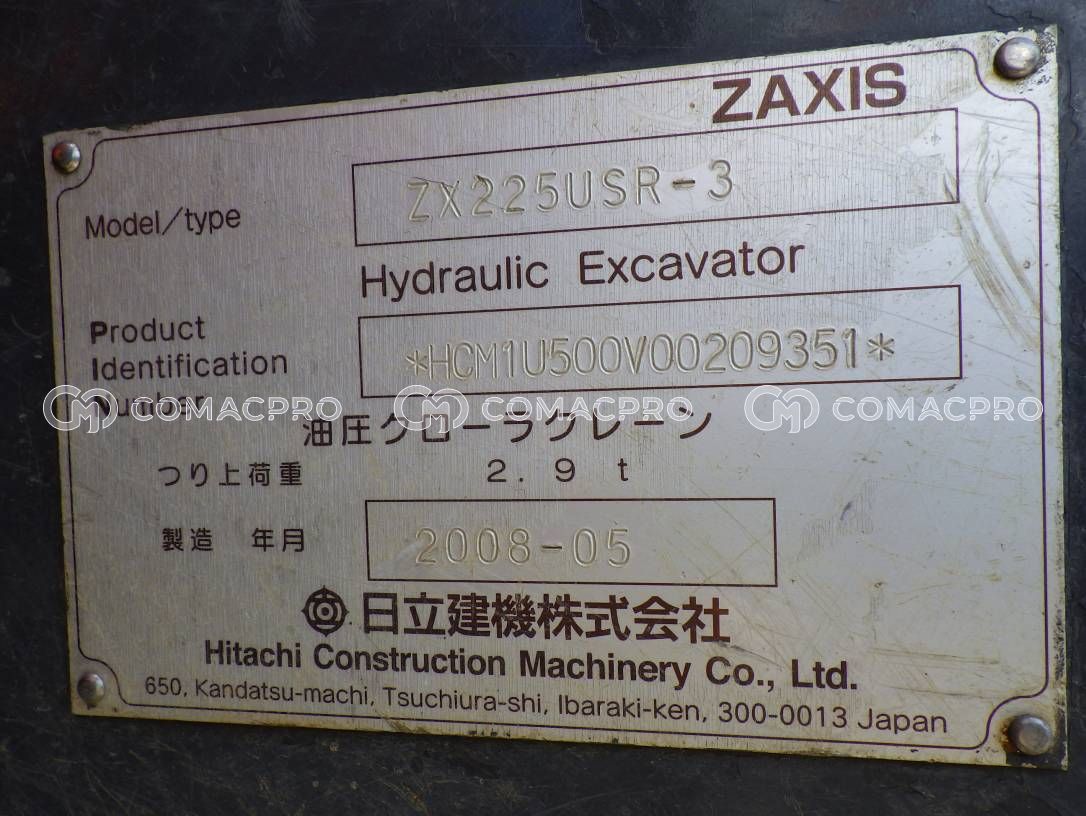 ZAXIS
Model/type ZX225USR-3
Hydraulic Excavator
Product
Identification
Number
*HCM1U500V00209351*
COMACPRO COMACPRO COMACPRO
油圧クローラクレーン
つり上荷重 2.9 t
製造 年月 2008-05
日立建機株式会社
Hitachi Construction Machinery Co., Ltd.
650, Kandatsu-machi, Tsuchiura-shi, Ibaraki-ken, 300-0013 Japan